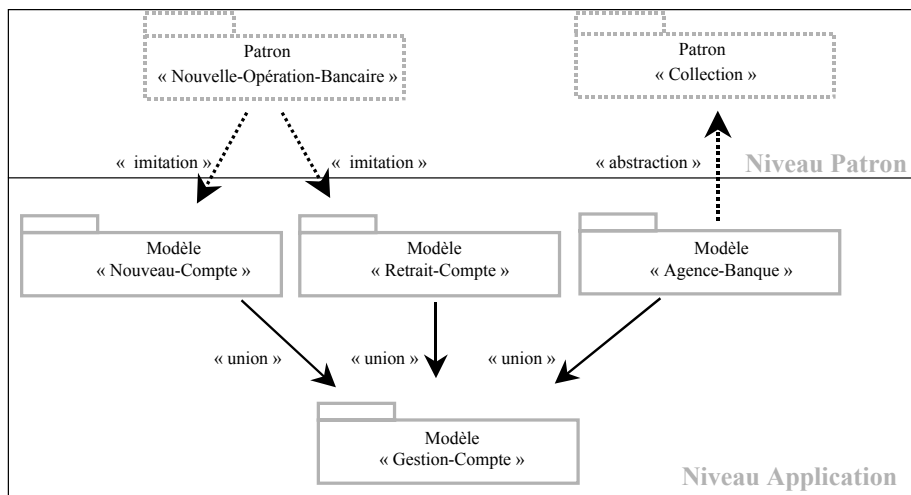 Patron
« Nouvelle-Opération-Bancaire »
Patron
« Collection »
« imitation »
« imitation »
« abstraction »
Niveau Patron
Modèle
« Nouveau-Compte »
Modèle
« Retrait-Compte »
Modèle
« Agence-Banque »
« union »
« union »
« union »
Modèle
« Gestion-Compte »
Niveau Application